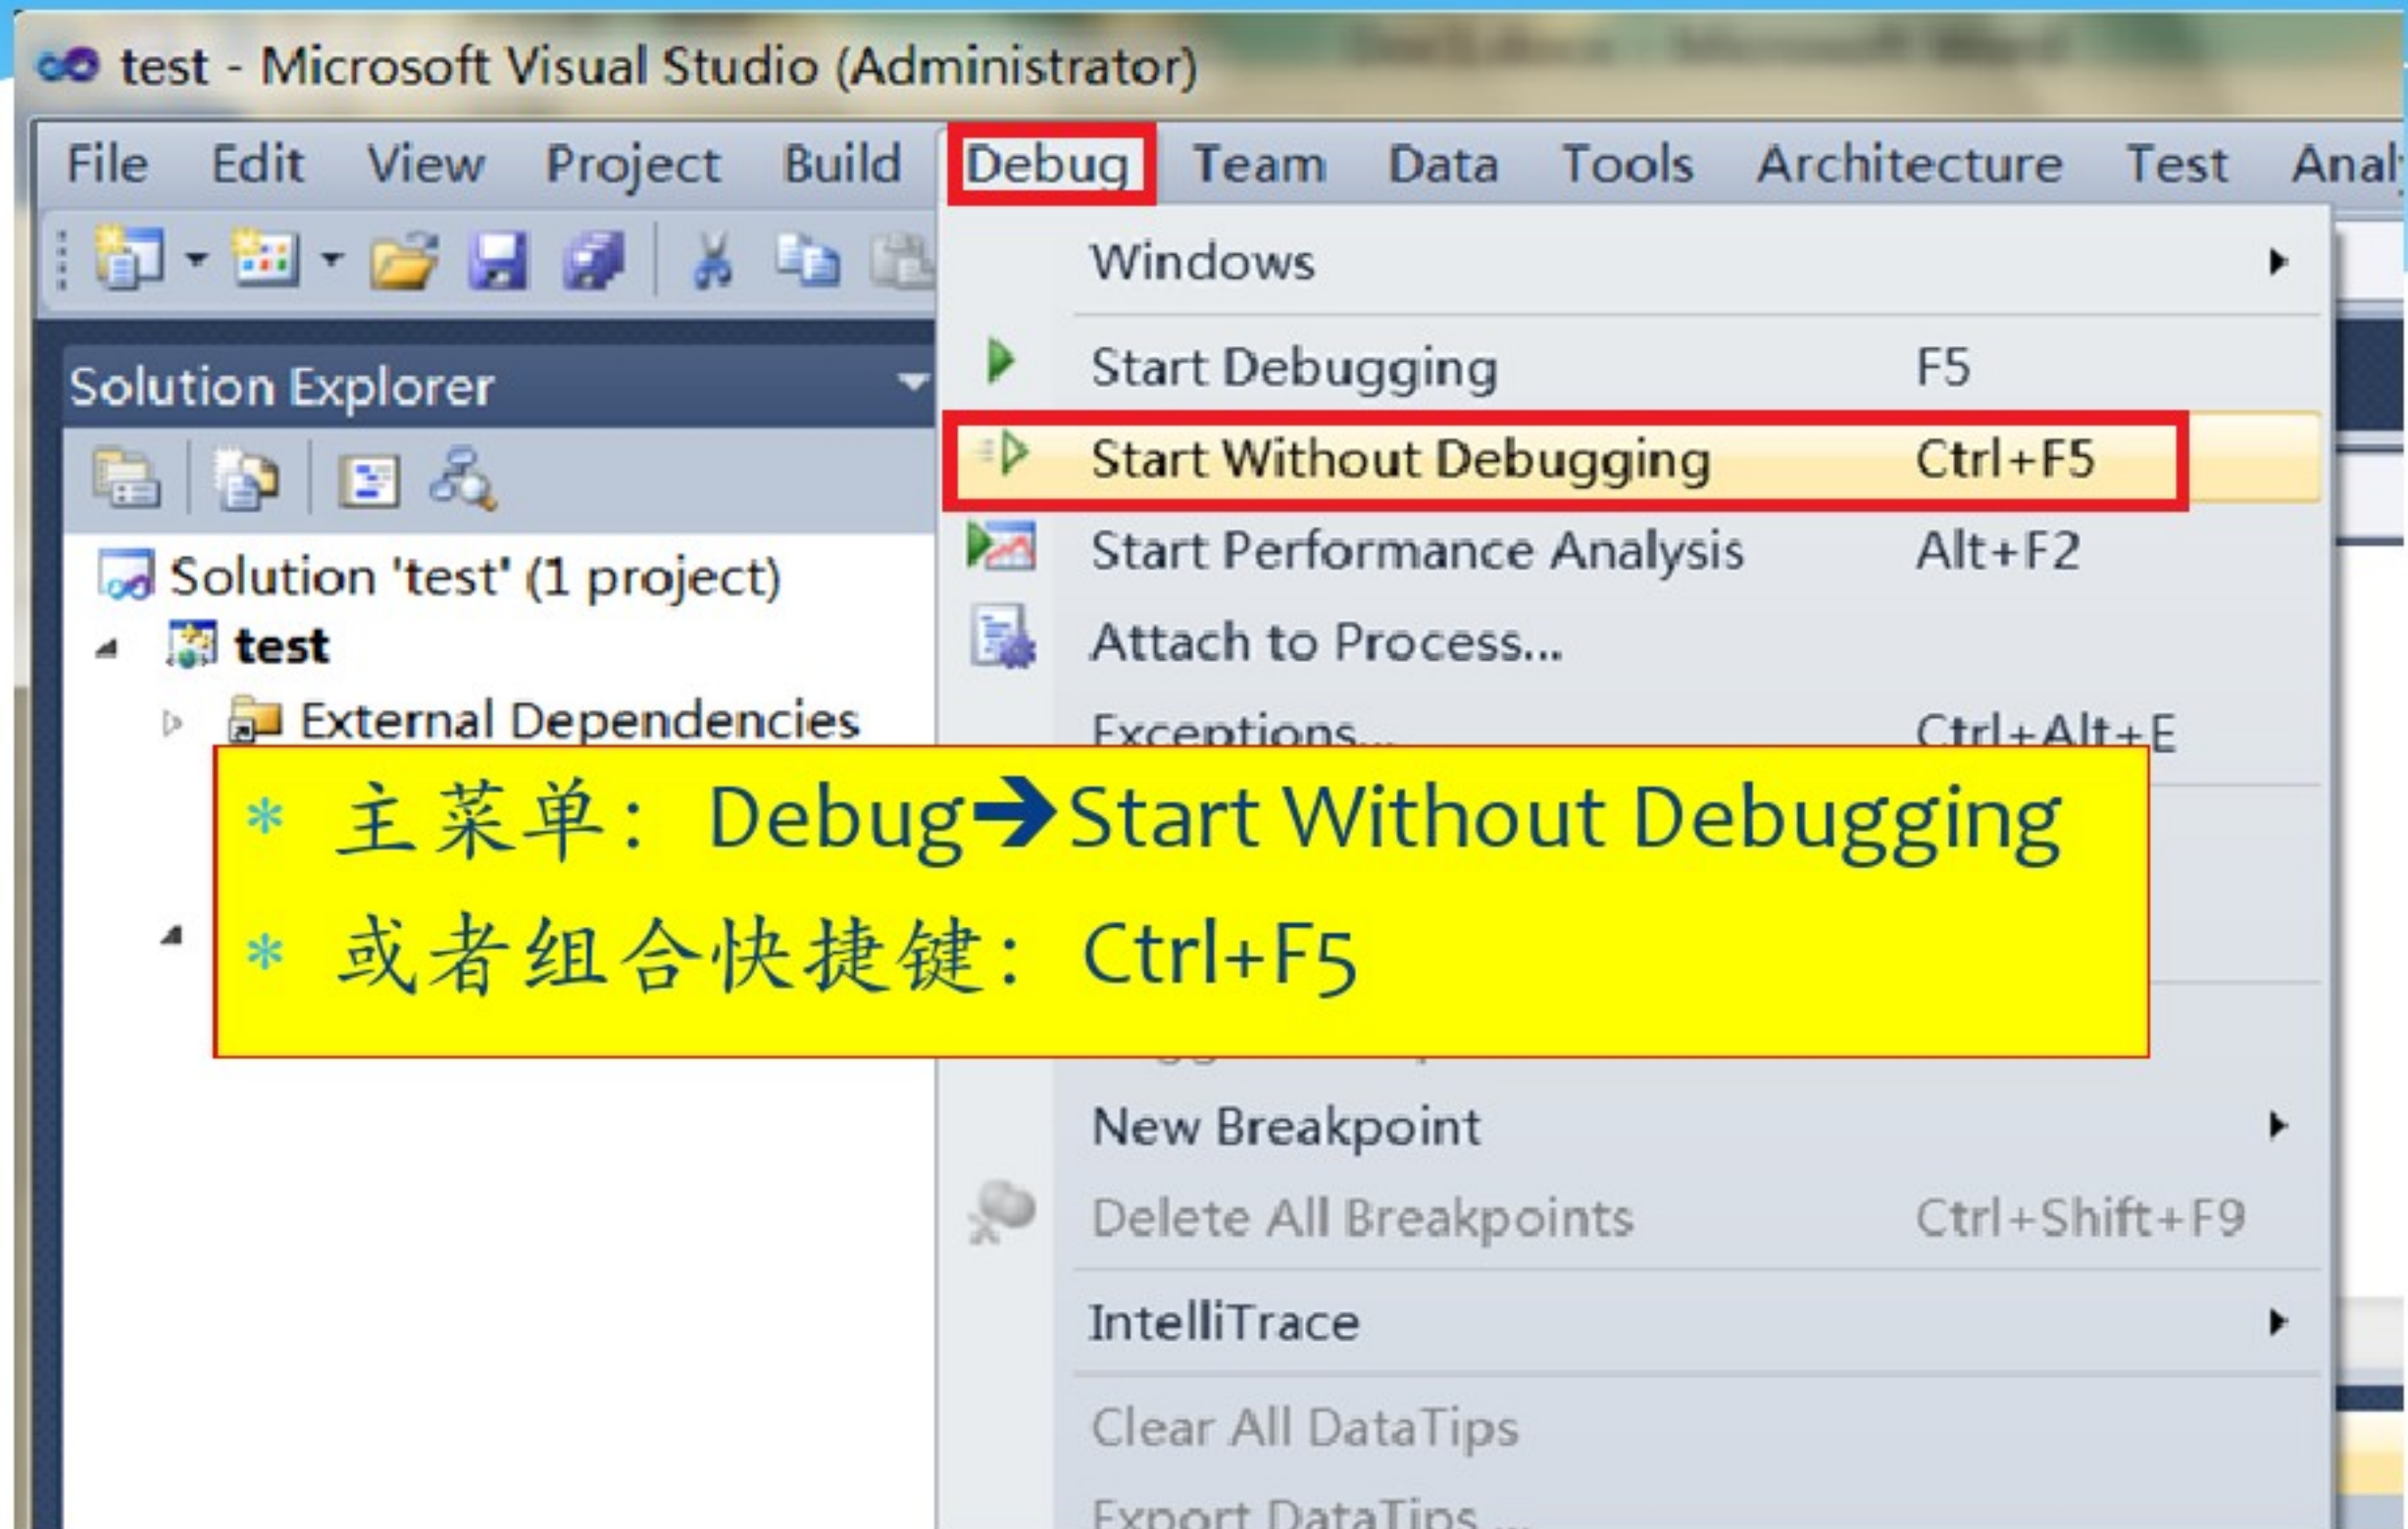 test - Microsoft Visual Studio (Administrator)
File Edit View Project Build Debug Team Data Tools Architecture Test
Windows
Start Debugging F5
Solution Explorer
Start Without Debugging Ctrl+F5
Start Performance Analysis Alt+F2
Solution 'test' (1 project)
test
Attach to Process...
External Dependencies
Exceptions... Ctrl+Alt+E
* 主菜单: Debug➔Start Without Debugging
* 或者组合快捷键: Ctrl+F5
New Breakpoint
Delete All Breakpoints Ctrl+Shift+F9
IntelliTrace
Clear All DataTips
Export DataTips ...